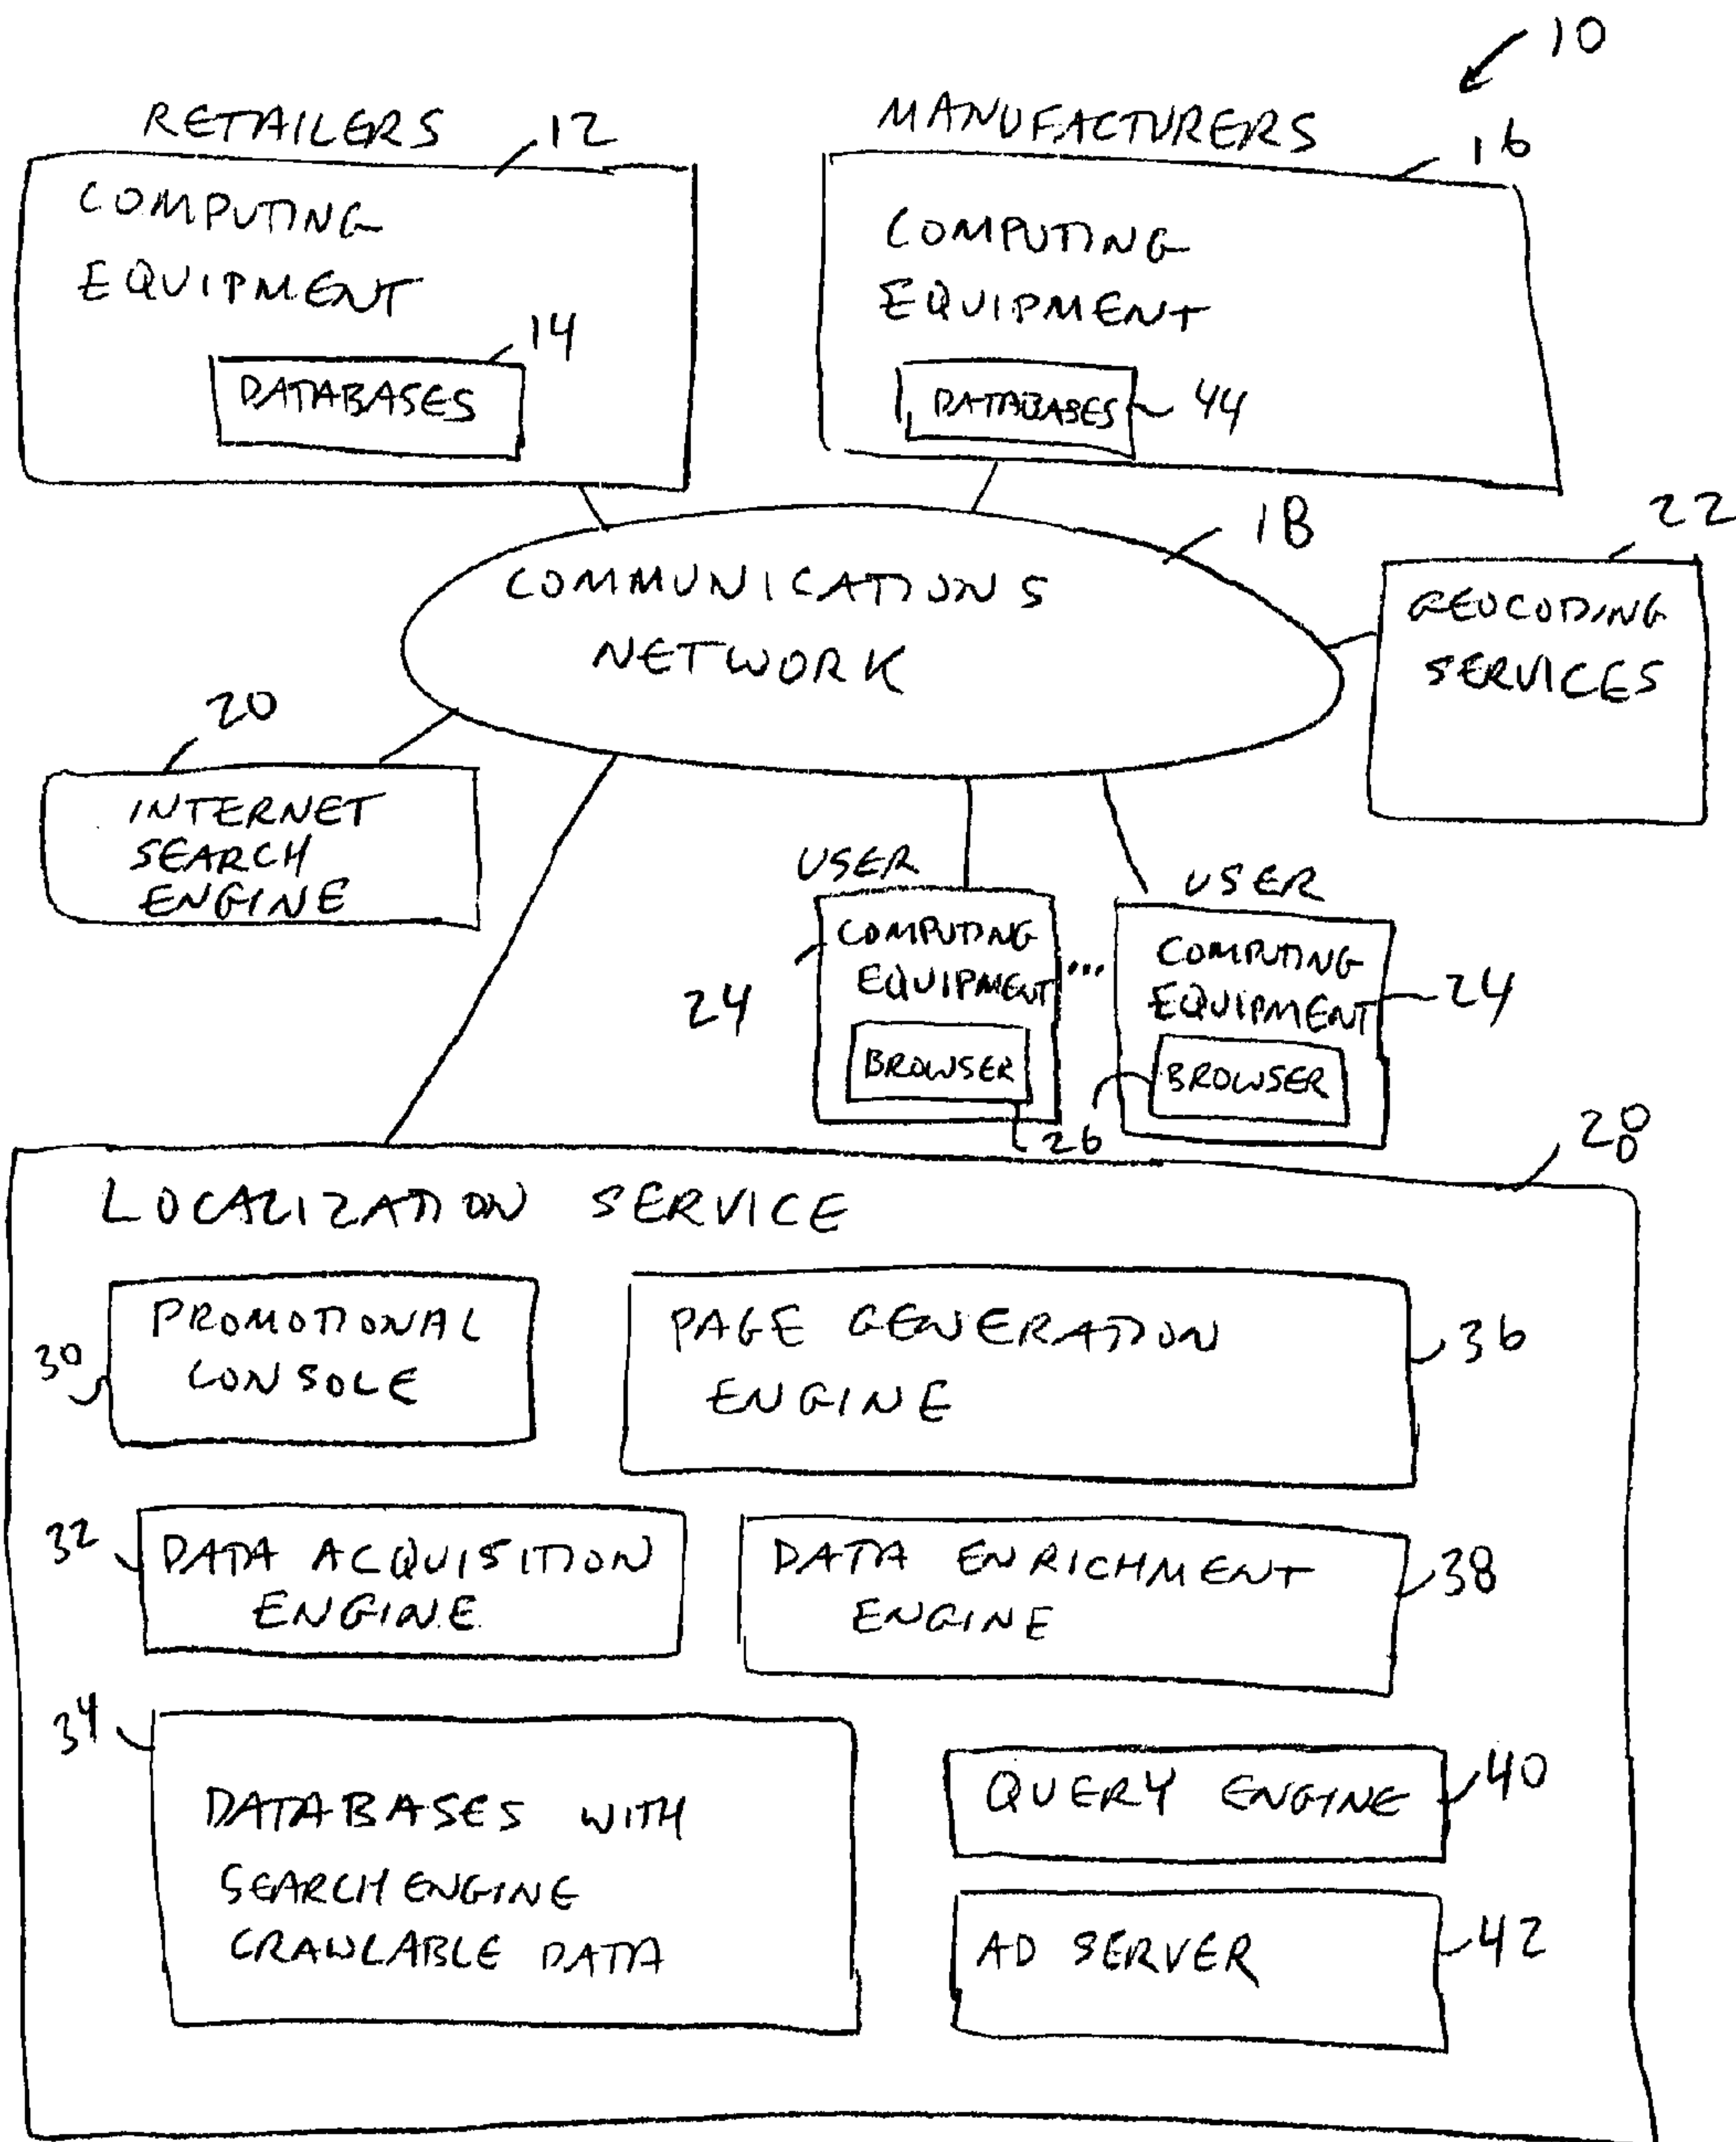 10
RETAILERS
12
COMPUTING
EQUIPMENT
14
DATABASES
MANUFACTURERS
16
COMPUTING
EQUIPMENT
DATABASES
44
18
COMMUNICATIONS
NETWORK
22
GEOCODING
SERVICES
20
INTERNET
SEARCH
ENGINE
USER
COMPUTING
EQUIPMENT
24
BROWSER
...
USER
COMPUTING
EQUIPMENT
24
BROWSER
26
28
LOCALIZATION SERVICE
30
PROMOTIONAL
CONSOLE
PAGE GENERATION
ENGINE
36
32
DATA ACQUISITION
ENGINE
DATA ENRICHMENT
ENGINE
38
34
DATABASES WITH
SEARCH ENGINE
CRAWLABLE DATA
QUERY ENGINE
40
AD SERVER
42